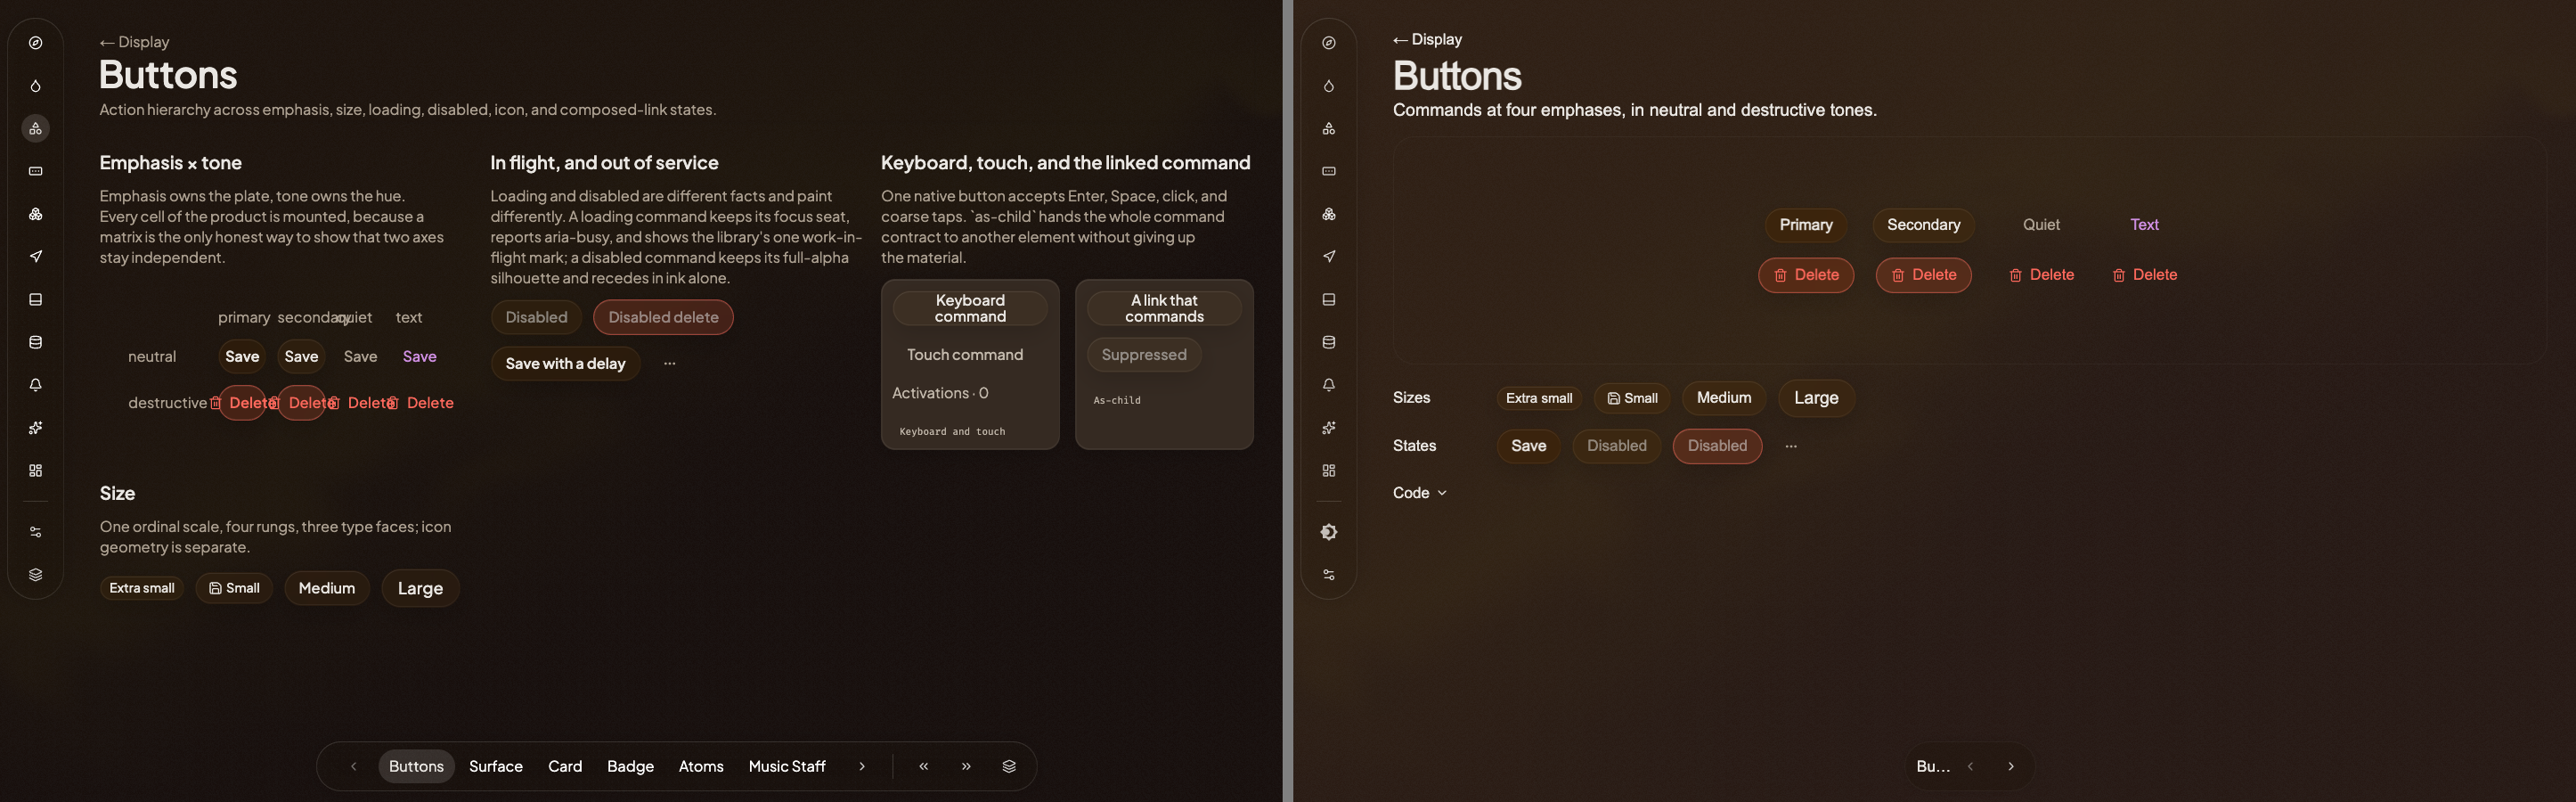 ← Display
Buttons
Action hierarchy across emphasis, size, loading, disabled, icon, and composed-link states.
Emphasis × tone
Emphasis owns the plate, tone owns the hue.
Every cell of the product is mounted, because a
matrix is the only honest way to show that two axes
stay independent.
primary secondary quiet text
neutral Save Save Save Save
destructive Delete Delete Delete Delete
Size
One ordinal scale, four rungs, three type faces; icon
geometry is separate.
Extra small Small Medium Large
In flight, and out of service
Loading and disabled are different facts and paint
differently. A loading command keeps its focus seat,
reports aria-busy, and shows the library's one work-in-
flight mark; a disabled command keeps its full-alpha
silhouette and recedes in ink alone.
Disabled Disabled delete
Save with a delay ···
Keyboard, touch, and the linked command
One native button accepts Enter, Space, click, and
coarse taps. `as-child` hands the whole command
contract to another element without giving up
the material.
Keyboard
command
Touch command
Activations · 0
Keyboard and touch
A link that
commands
Suppressed
As-child
Buttons Surface Card Badge Atoms Music Staff
← Display
Buttons
Commands at four emphases, in neutral and destructive tones.
Primary Secondary Quiet Text
Delete Delete Delete Delete
Sizes Extra small Small Medium Large
States Save Disabled Disabled ···
Code
Bu...